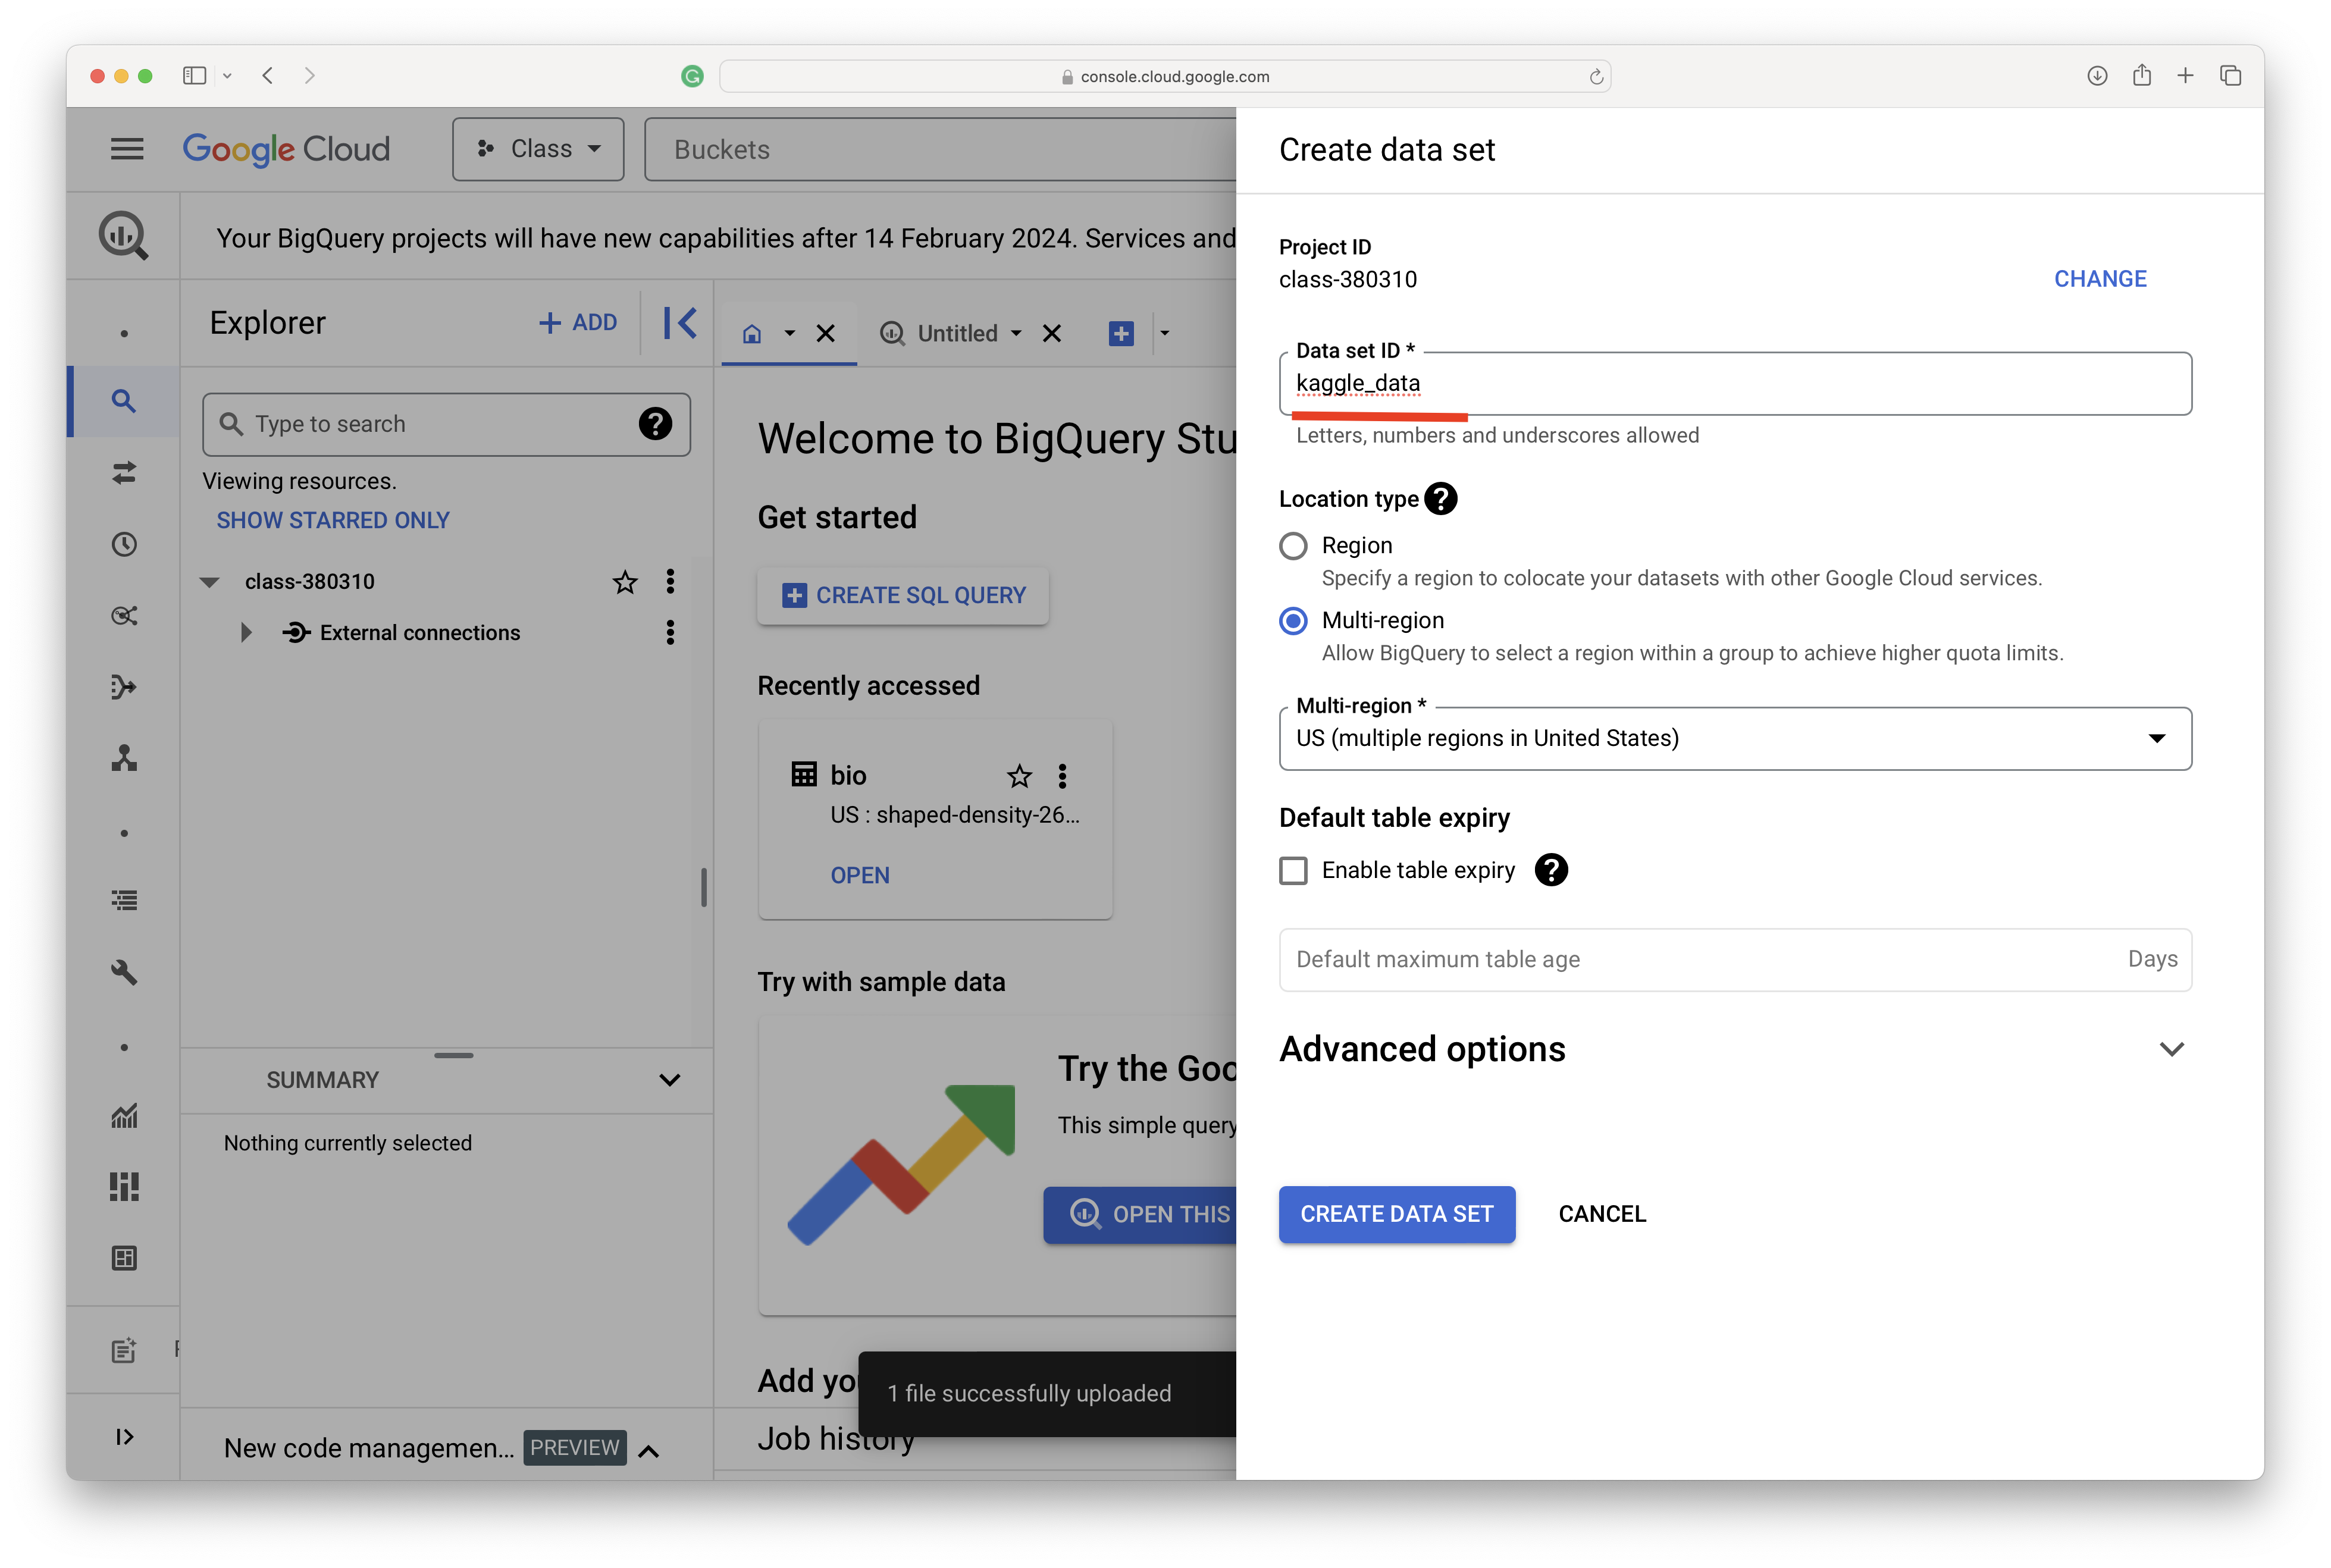 console.cloud.google.com
Google Cloud
Class
Buckets
Your BigQuery projects will have new capabilities after 14 February 2024. Services and
Explorer
ADD
Untitled
Type to search
Viewing resources.
SHOW STARRED ONLY
class-380310
External connections
SUMMARY
Nothing currently selected
New code managemen...
PREVIEW
Welcome to BigQuery Stu
Get started
CREATE SQL QUERY
Recently accessed
bio
US : shaped-density-26...
OPEN
Try with sample data
Try the Goo
This simple query
OPEN THIS
Add yo
1 file successfully uploaded
Job history
Create data set
Project ID
class-380310
CHANGE
Data set ID *
kaggle_data
Letters, numbers and underscores allowed
Location type
Region
Specify a region to colocate your datasets with other Google Cloud services.
Multi-region
Allow BigQuery to select a region within a group to achieve higher quota limits.
Multi-region *
US (multiple regions in United States)
Default table expiry
Enable table expiry
Default maximum table age
Days
Advanced options
CREATE DATA SET
CANCEL